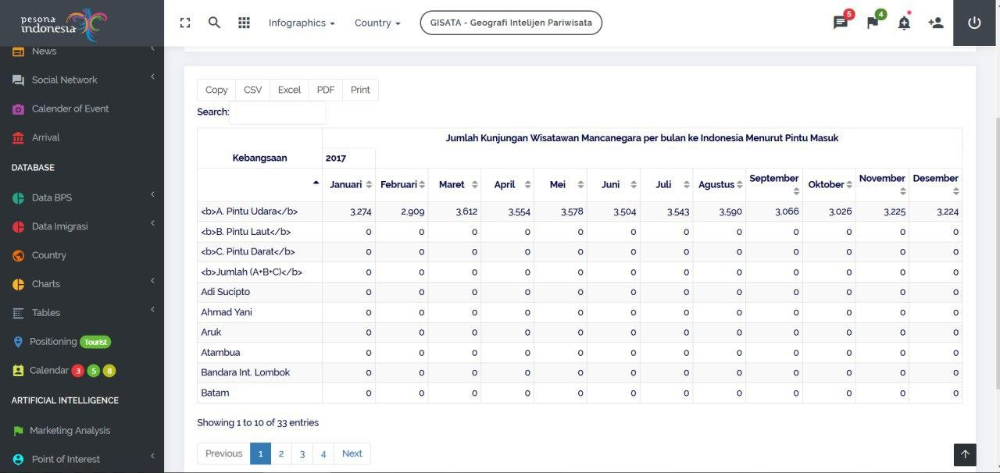 pesona
indonesia
Infographics
Country
GISATA - Geografi Intelijen Pariwisata
5
4
News
Social Network
Calender of Event
Arrival
DATABASE
Data BPS
Data Imigrasi
Country
Charts
Tables
Positioning Tourist
Calendar 3 5 8
ARTIFICIAL INTELLIGENCE
Marketing Analysis
Point of Interest
Copy CSV Excel PDF Print
Search:
Jumlah Kunjungan Wisatawan Mancanegara per bulan ke Indonesia Menurut Pintu Masuk
Kebangsaan 2017
Januari Februari Maret April Mei Juni Juli Agustus September Oktober November Desember
<b>A. Pintu Udara</b> 3.274 2.909 3.612 3.554 3.578 3.504 3.543 3.590 3.066 3.026 3.225 3.224
<b>B. Pintu Laut</b> 0 0 0 0 0 0 0 0 0 0 0 0
<b>C. Pintu Darat</b> 0 0 0 0 0 0 0 0 0 0 0 0
<b>Jumlah (A+B+C)</b> 0 0 0 0 0 0 0 0 0 0 0 0
Adi Sucipto 0 0 0 0 0 0 0 0 0 0 0 0
Ahmad Yani 0 0 0 0 0 0 0 0 0 0 0 0
Aruk 0 0 0 0 0 0 0 0 0 0 0 0
Atambua 0 0 0 0 0 0 0 0 0 0 0 0
Bandara Int. Lombok 0 0 0 0 0 0 0 0 0 0 0 0
Batam 0 0 0 0 0 0 0 0 0 0 0 0
Showing 1 to 10 of 33 entries
Previous 1 2 3 4 Next